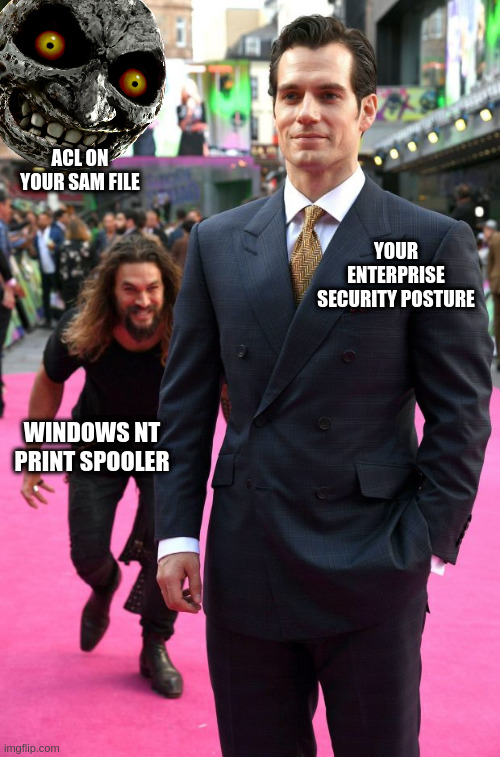 ACL ON
YOUR SAM FILE
YOUR
ENTERPRISE
SECURITY POSTURE
WINDOWS NT
PRINT SPOOLER
imgflip.com